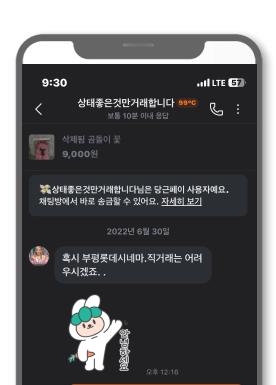 9:30
LTE 57
상태좋은것만거래합니다 99°C
보통 10분 이내 응답
삭제됨 곰돌이 꽃
9,000원
💸상태좋은것만거래합니다님은 당근페이 사용자예요.
채팅방에서 바로 송금할 수 있어요. 자세히 보기
2022년 6월 30일
혹시 부평롯데시네마.직거래는 어려
우시겠죠. .
안녕하세요
오후 12:16